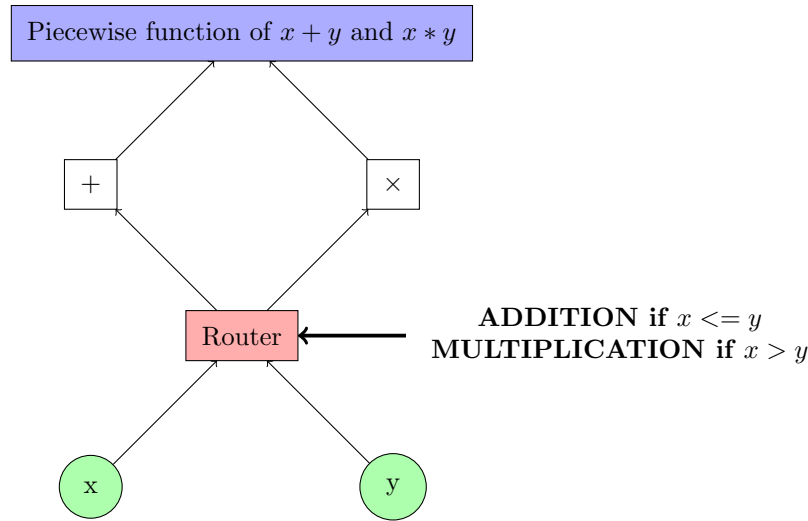 Piecewise function of x + y and x * y
+
×
Router
ADDITION if x <= y
MULTIPLICATION if x > y
x
y